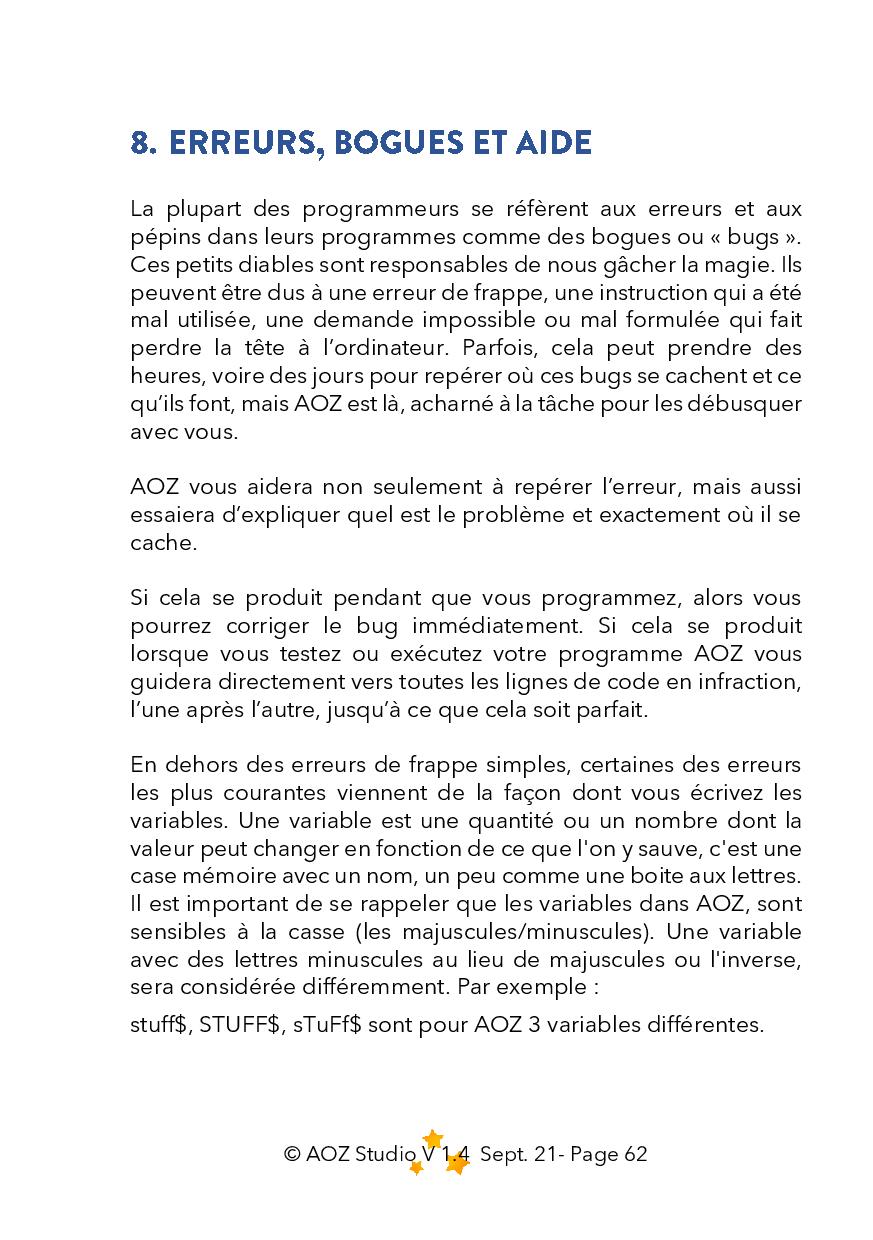 8. ERREURS, BOGUES ET AIDE
La plupart des programmeurs se réfèrent aux erreurs et aux
pépins dans leurs programmes comme des bogues ou « bugs ».
Ces petits diables sont responsables de nous gâcher la magie. Ils
peuvent être dus à une erreur de frappe, une instruction qui a été
mal utilisée, une demande impossible ou mal formulée qui fait
perdre la tête à l’ordinateur. Parfois, cela peut prendre des
heures, voire des jours pour repérer où ces bugs se cachent et ce
qu’ils font, mais AOZ est là, acharné à la tâche pour les débusquer
avec vous.
AOZ vous aidera non seulement à repérer l’erreur, mais aussi
essaiera d’expliquer quel est le problème et exactement où il se
cache.
Si cela se produit pendant que vous programmez, alors vous
pourrez corriger le bug immédiatement. Si cela se produit
lorsque vous testez ou exécutez votre programme AOZ vous
guidera directement vers toutes les lignes de code en infraction,
l’une après l’autre, jusqu’à ce que cela soit parfait.
En dehors des erreurs de frappe simples, certaines des erreurs
les plus courantes viennent de la façon dont vous écrivez les
variables. Une variable est une quantité ou un nombre dont la
valeur peut changer en fonction de ce que l'on y sauve, c'est une
case mémoire avec un nom, un peu comme une boite aux lettres.
Il est important de se rappeler que les variables dans AOZ, sont
sensibles à la casse (les majuscules/minuscules). Une variable
avec des lettres minuscules au lieu de majuscules ou l'inverse,
sera considérée différemment. Par exemple :
stuff$, STUFF$, sTuFf$ sont pour AOZ 3 variables différentes.
© AOZ Studio V 1.4 Sept. 21- Page 62